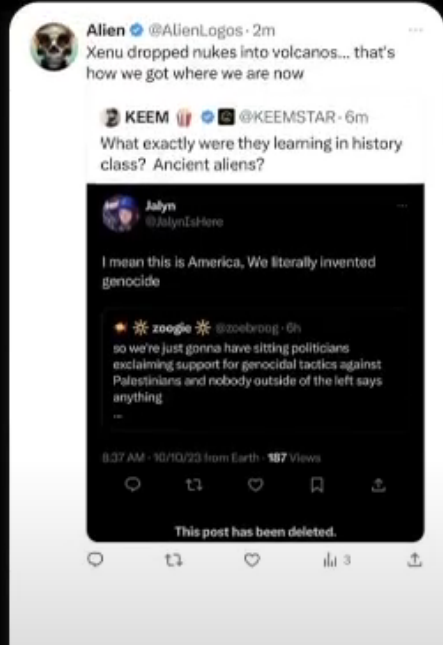 Alien @AlienLogos · 2m
Xenu dropped nukes into volcanos... that's
how we got where we are now
KEEM @KEEMSTAR · 6m
What exactly were they learning in history
class? Ancient aliens?
Jalyn
@JalynIsHere
I mean this is America, We literally invented
genocide
zoogie @zoebroog · 6h
so we're just gonna have sitting politicians
exclaiming support for genocidal tactics against
Palestinians and nobody outside of the left says
anything
...
8:37 AM · 10/10/23 from Earth · 187 Views
This post has been deleted.
3